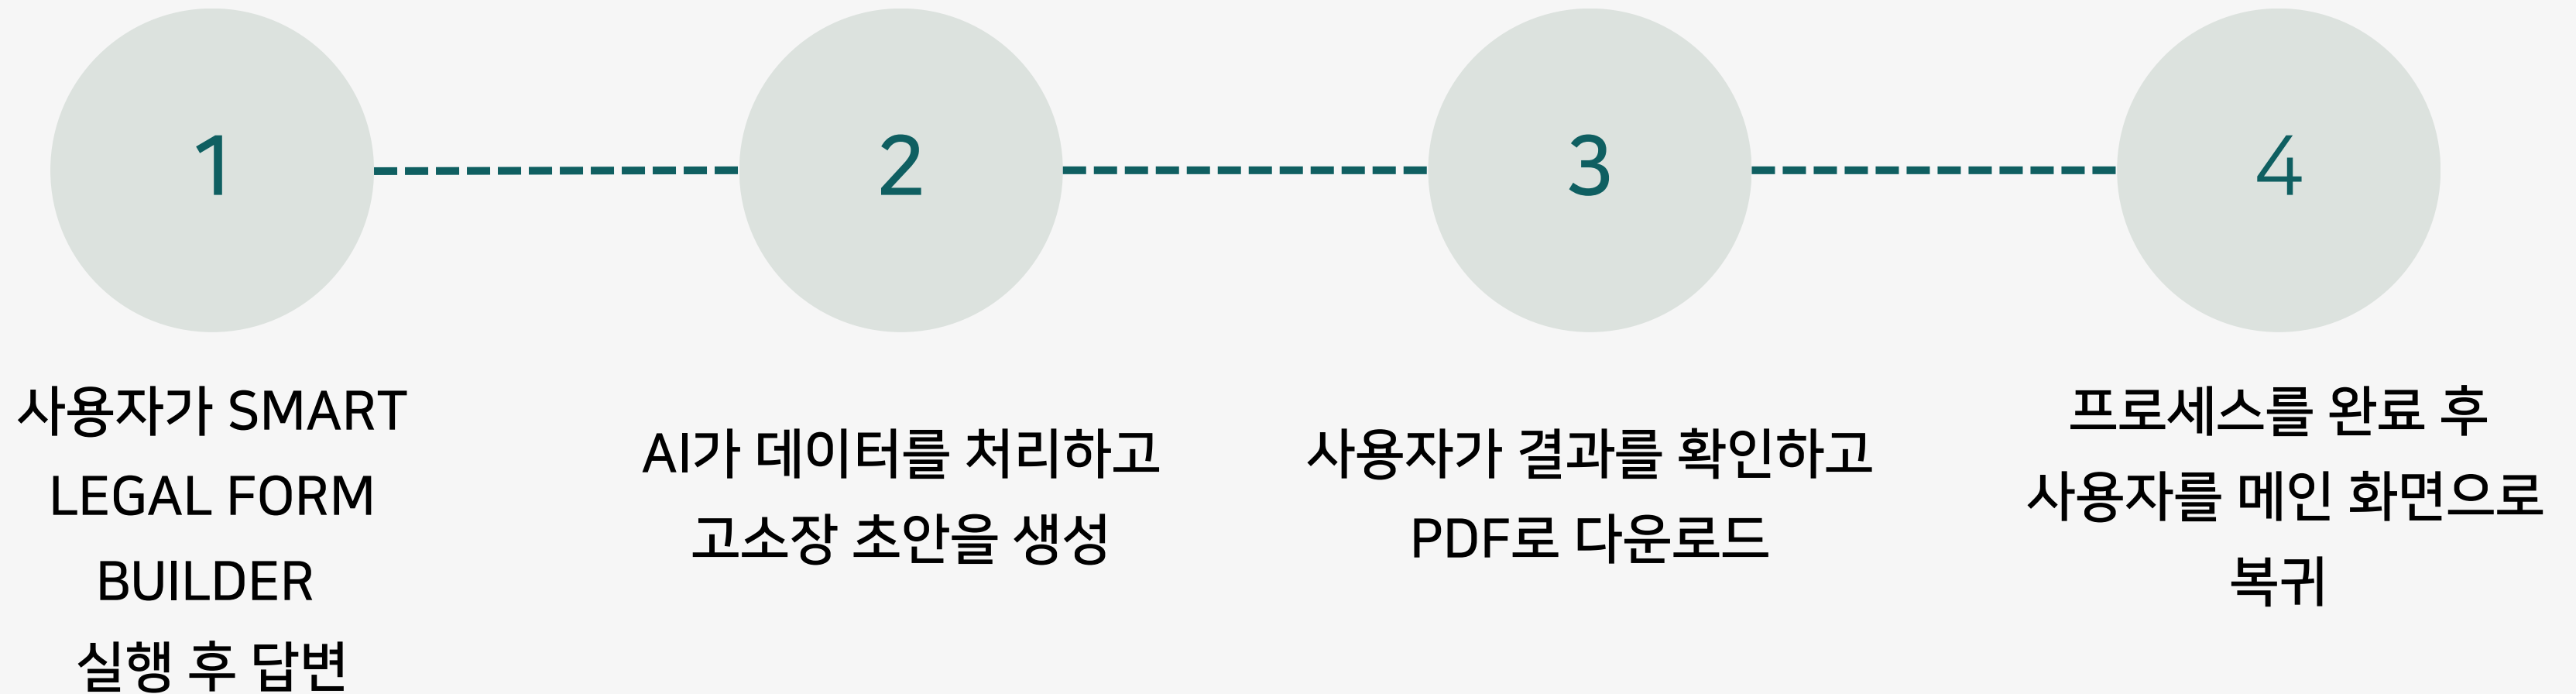 1
2
3
4
사용자가 SMART
LEGAL FORM
BUILDER
실행 후 답변
AI가 데이터를 처리하고
고소장 초안을 생성
사용자가 결과를 확인하고
PDF로 다운로드
프로세스를 완료 후
사용자를 메인 화면으로
복귀